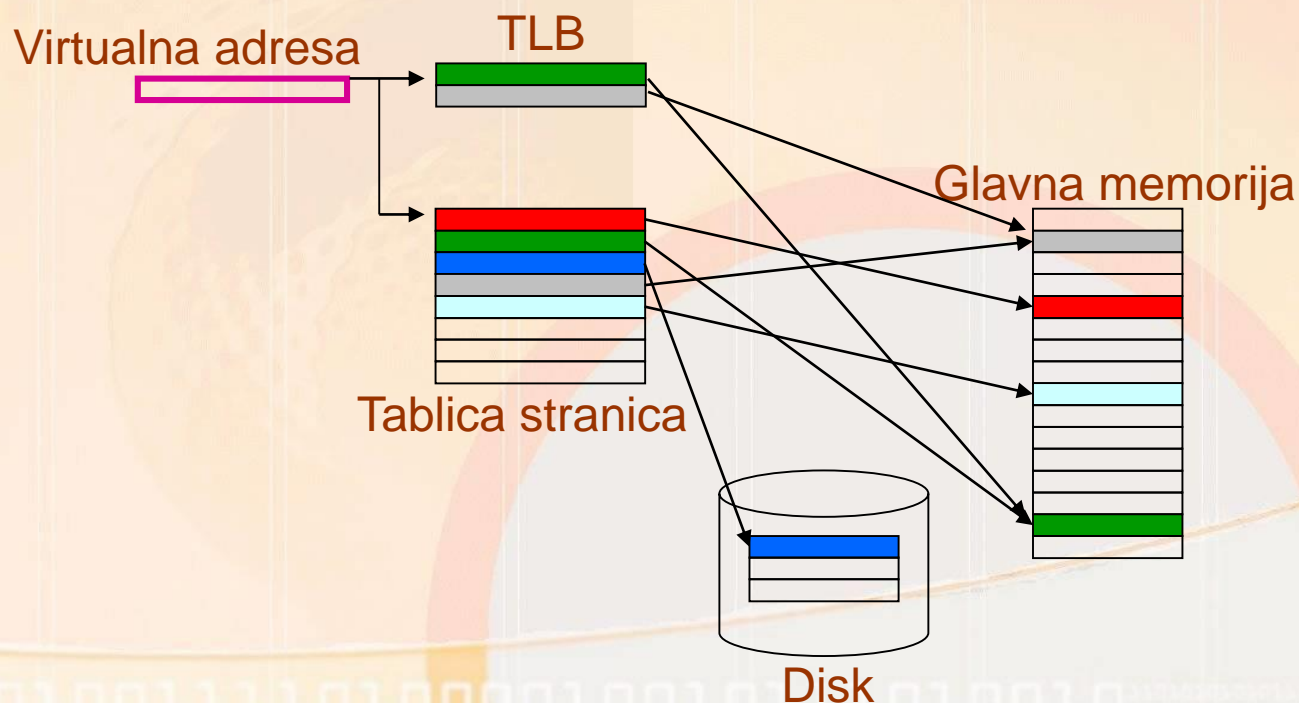 Virtualna adresa
TLB
Glavna memorija
Tablica stranica
Disk